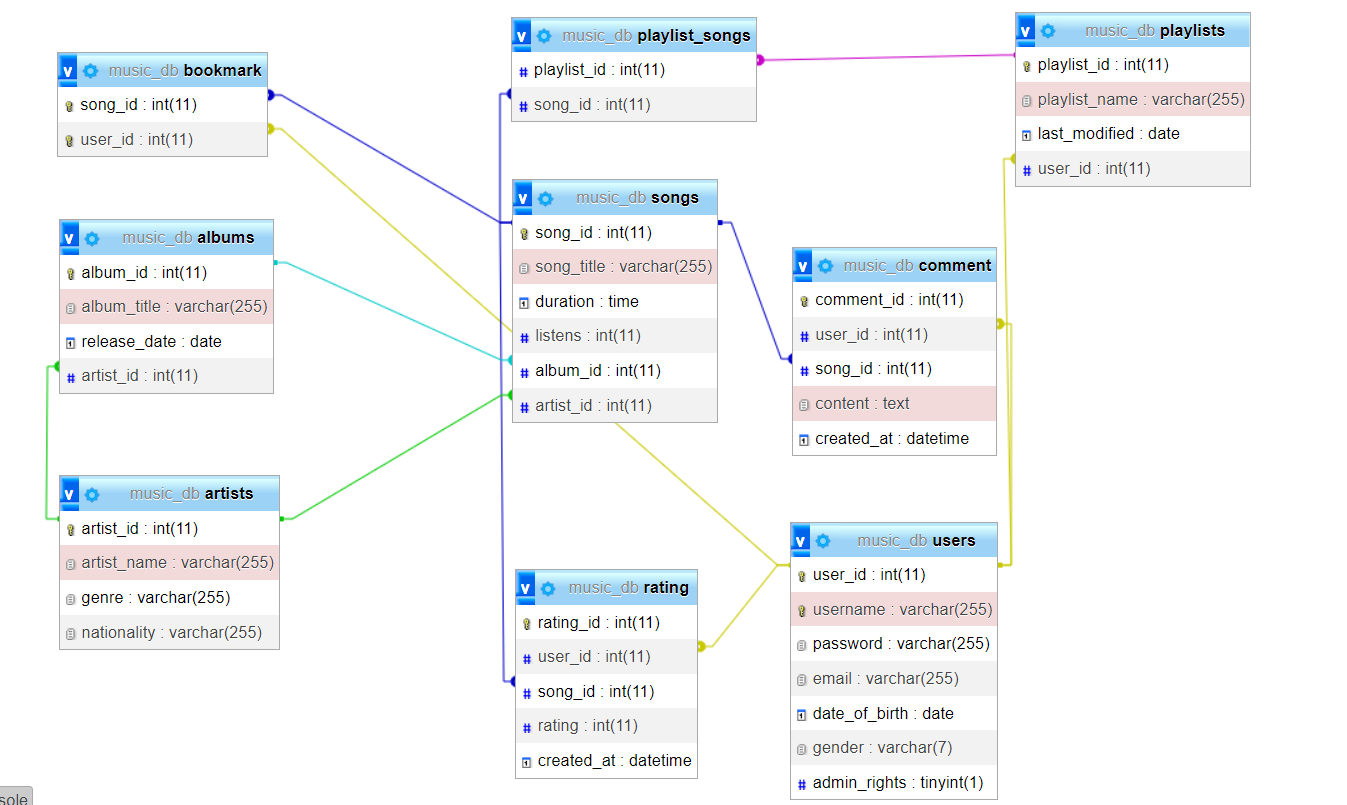 music_db bookmark
song_id : int(11)
user_id : int(11)
music_db albums
album_id : int(11)
album_title : varchar(255)
release_date : date
artist_id : int(11)
music_db artists
artist_id : int(11)
artist_name : varchar(255)
genre : varchar(255)
nationality : varchar(255)
music_db playlist_songs
playlist_id : int(11)
song_id : int(11)
music_db songs
song_id : int(11)
song_title : varchar(255)
duration : time
listens : int(11)
album_id : int(11)
artist_id : int(11)
music_db rating
rating_id : int(11)
user_id : int(11)
song_id : int(11)
rating : int(11)
created_at : datetime
music_db comment
comment_id : int(11)
user_id : int(11)
song_id : int(11)
content : text
created_at : datetime
music_db users
user_id : int(11)
username : varchar(255)
password : varchar(255)
email : varchar(255)
date_of_birth : date
gender : varchar(7)
admin_rights : tinyint(1)
music_db playlists
playlist_id : int(11)
playlist_name : varchar(255)
last_modified : date
user_id : int(11)
sole